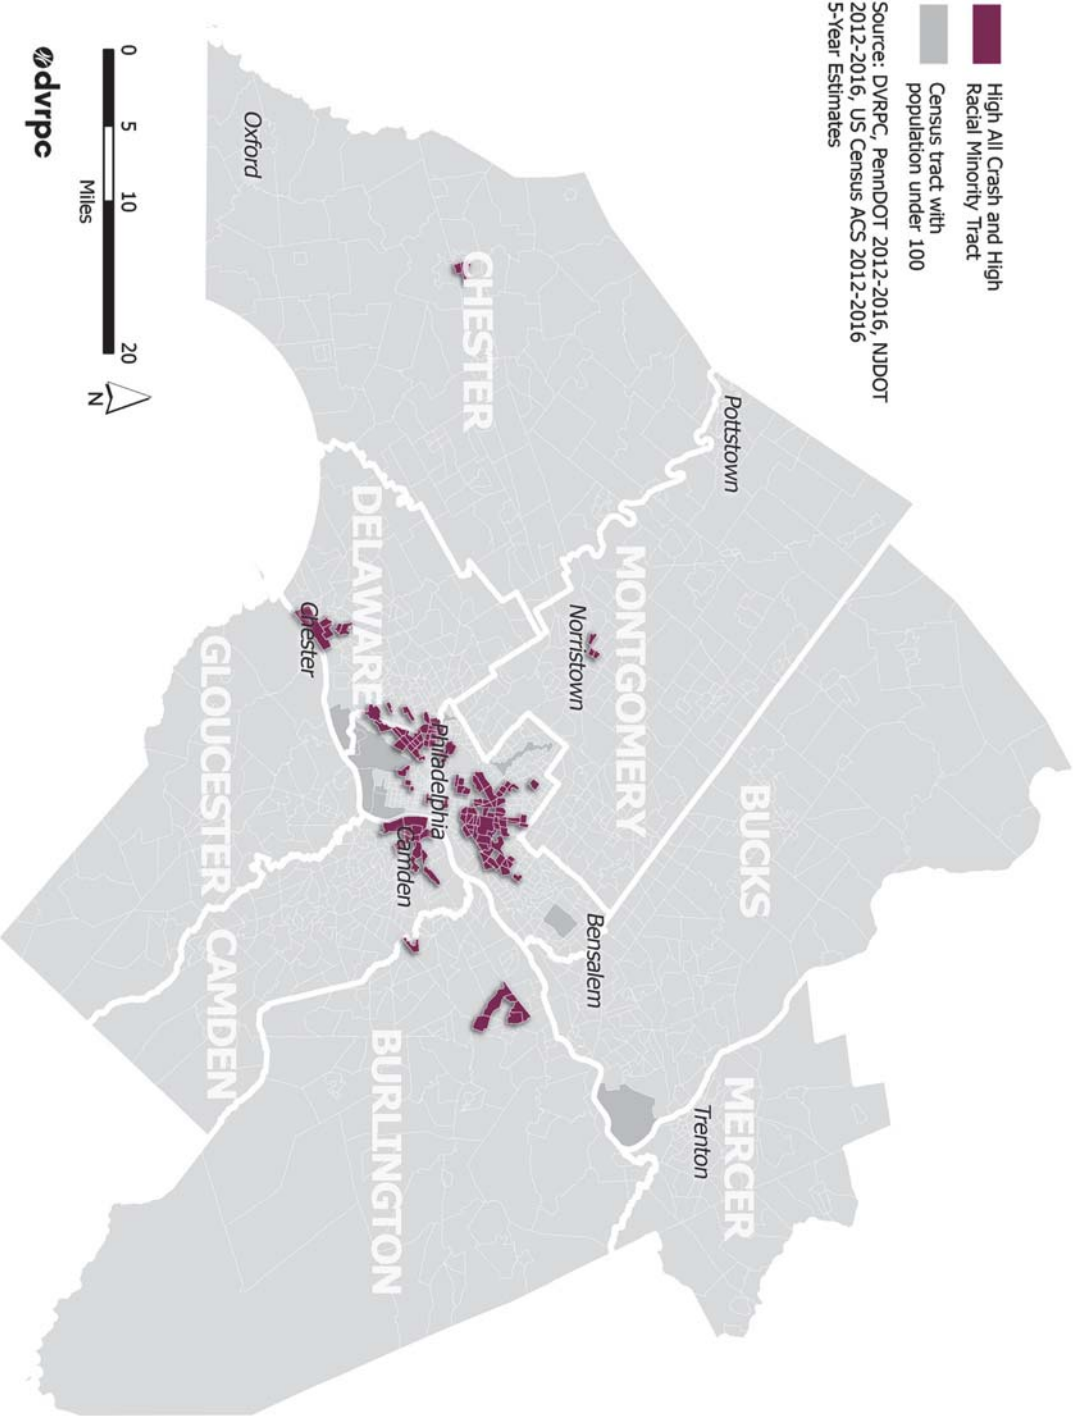 High All Crash and High
Racial Minority Tract
Census tract with
population under 100
Source: DVRPC, PennDOT 2012-2016, NJDOT
2012-2016, US Census ACS 2012-2016
5-Year Estimates
Pottstown
BUCKS
MERCER
Trenton
MONTGOMERY
Norristown
Bensalem
CHESTER
Philadelphia
Camden
DELAWARE
BURLINGTON
Chester
Oxford
GLOUCESTER
CAMDEN
0 5 10 20
Miles
N
dvrpc